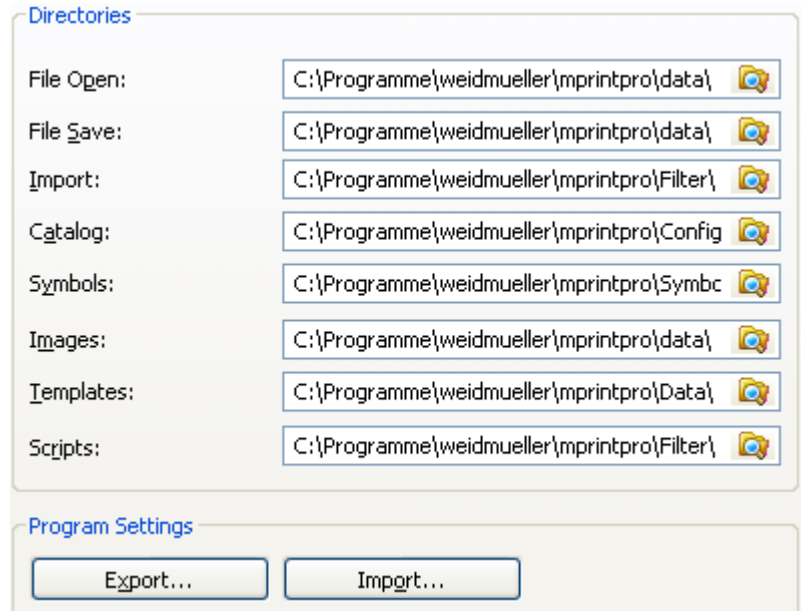 Directories
File Open: C:\Programme\weidmueller\mprintpro\data\
File Save: C:\Programme\weidmueller\mprintpro\data\
Import: C:\Programme\weidmueller\mprintpro\Filter\
Catalog: C:\Programme\weidmueller\mprintpro\Config
Symbols: C:\Programme\weidmueller\mprintpro\Symbc
Images: C:\Programme\weidmueller\mprintpro\data\
Templates: C:\Programme\weidmueller\mprintpro\Data\
Scripts: C:\Programme\weidmueller\mprintpro\Filter\
Program Settings
Export... Import...